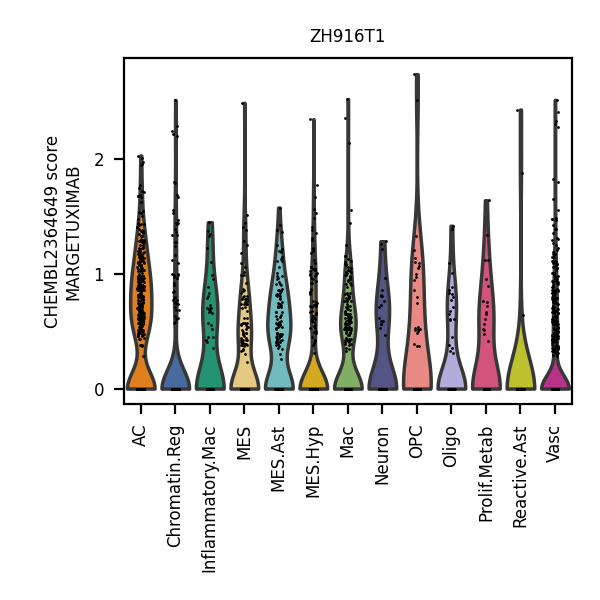 ZH916T1
CHEMBL2364649 score
MARGETUXIMAB
2
1
0
AC
Chromatin.Reg
Inflammatory.Mac
MES
MES.Ast
MES.Hyp
Mac
Neuron
OPC
Oligo
Prolif.Metab
Reactive.Ast
Vasc